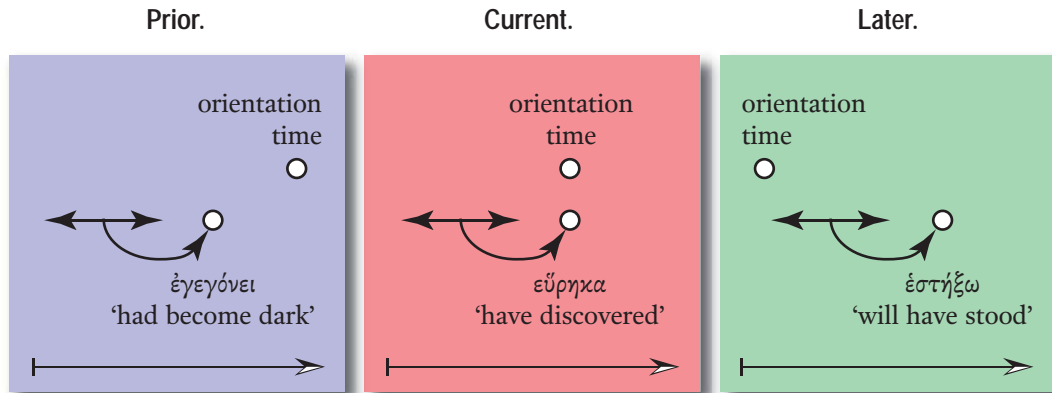 Prior.
Current.
Later.
orientation
time
ἐγεγόνει
‘had become dark’
orientation
time
εὕρηκα
‘have discovered’
orientation
time
ἑστήξω
‘will have stood’